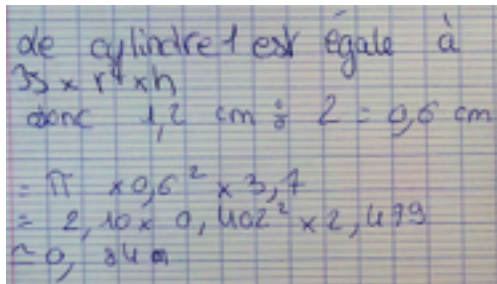 de cylindre 1 est égale à
x r² x h
donc 1,2 cm ÷ 2 = 0,6 cm
= π x 0,6² x 3,7
= 2,10 x 0,402² x 2,479
≃ 0, 84